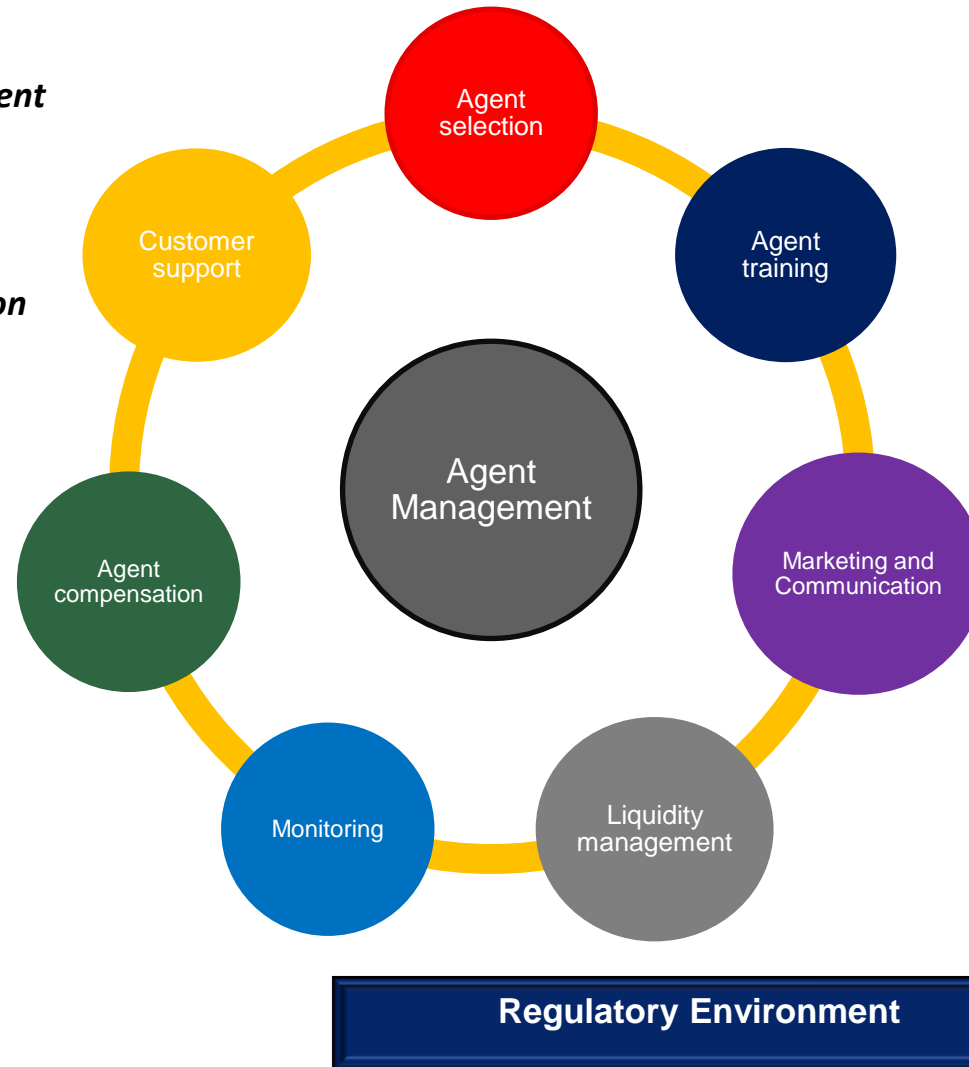 ent
on
Agent
selection
Agent
training
Marketing and
Communication
Liquidity
management
Monitoring
Agent
compensation
Customer
support
Agent
Management
Regulatory Environment